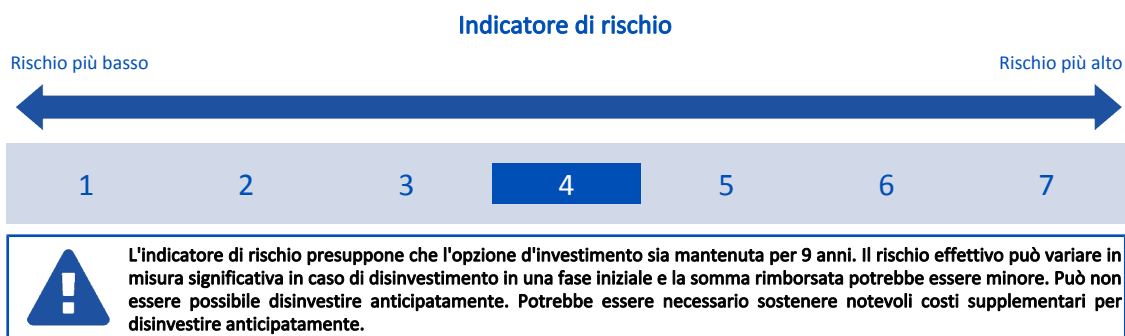 Indicatore di rischio
Rischio più basso
Rischio più alto
1 2 3 4 5 6 7
L'indicatore di rischio presuppone che l'opzione d'investimento sia mantenuta per 9 anni. Il rischio effettivo può variare in
misura significativa in caso di disinvestimento in una fase iniziale e la somma rimborsata potrebbe essere minore. Può non
essere possibile disinvestire anticipatamente. Potrebbe essere necessario sostenere notevoli costi supplementari per
disinvestire anticipatamente.